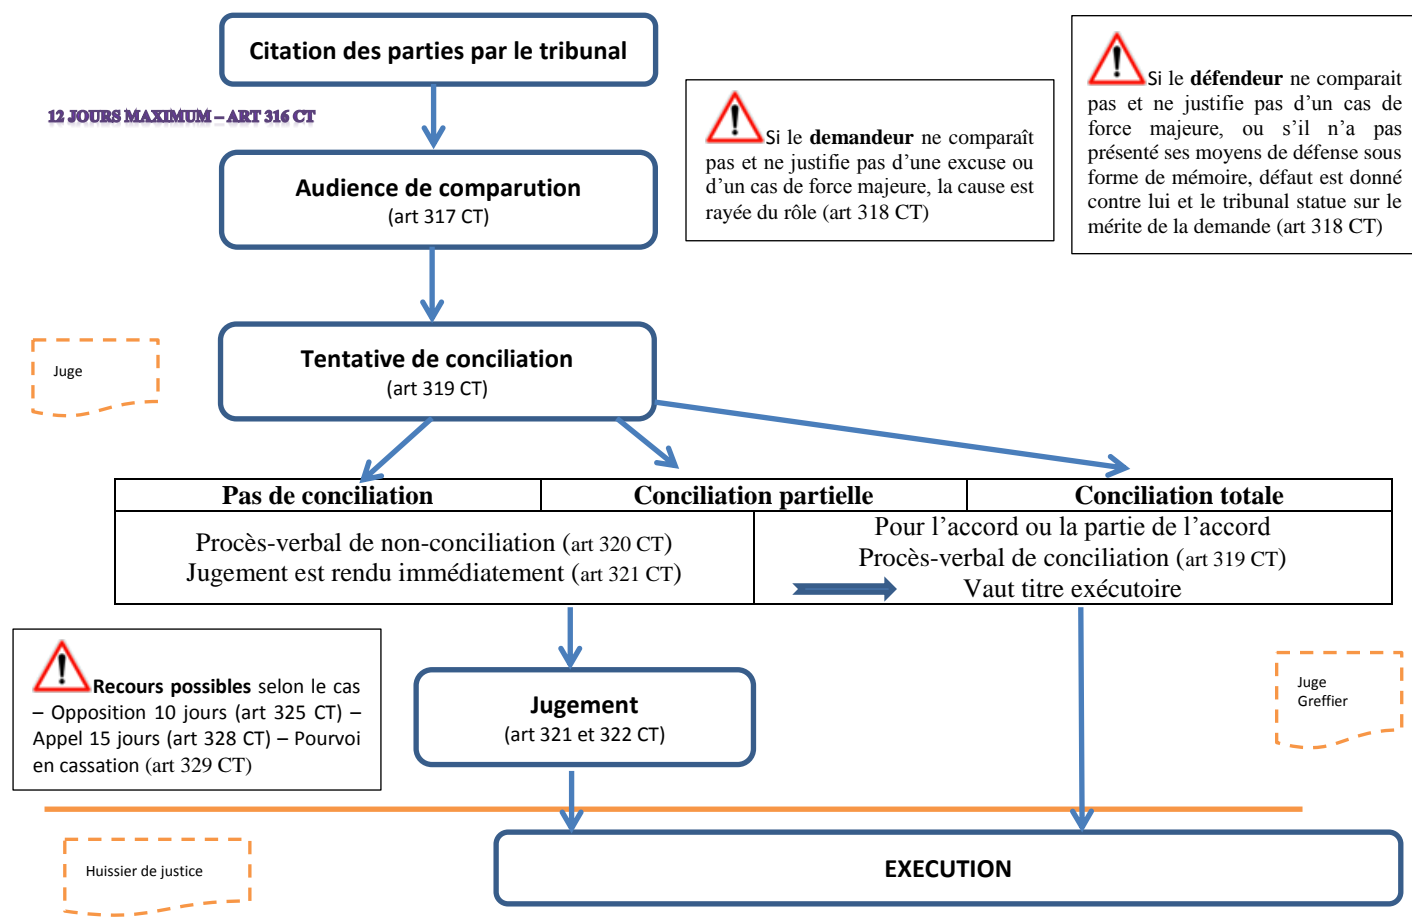 Citation des parties par le tribunal
12 JOURS MAXIMUM – ART 316 CT
Si le demandeur ne comparaît
pas et ne justifie pas d’une excuse ou
d’un cas de force majeure, la cause est
rayée du rôle (art 318 CT)
Si le défendeur ne comparait
pas et ne justifie pas d’un cas de
force majeure, ou s’il n’a pas
présenté ses moyens de défense sous
forme de mémoire, défaut est donné
contre lui et le tribunal statue sur le
mérite de la demande (art 318 CT)
Audience de comparution
(art 317 CT)
Juge
Tentative de conciliation
(art 319 CT)
Pas de conciliation
Conciliation partielle
Conciliation totale
Procès-verbal de non-conciliation (art 320 CT)
Jugement est rendu immédiatement (art 321 CT)
Pour l’accord ou la partie de l’accord
Procès-verbal de conciliation (art 319 CT)
Vaut titre exécutoire
Recours possibles selon le cas
– Opposition 10 jours (art 325 CT) –
Appel 15 jours (art 328 CT) – Pourvoi
en cassation (art 329 CT)
Jugement
(art 321 et 322 CT)
Juge
Greffier
Huissier de justice
EXECUTION